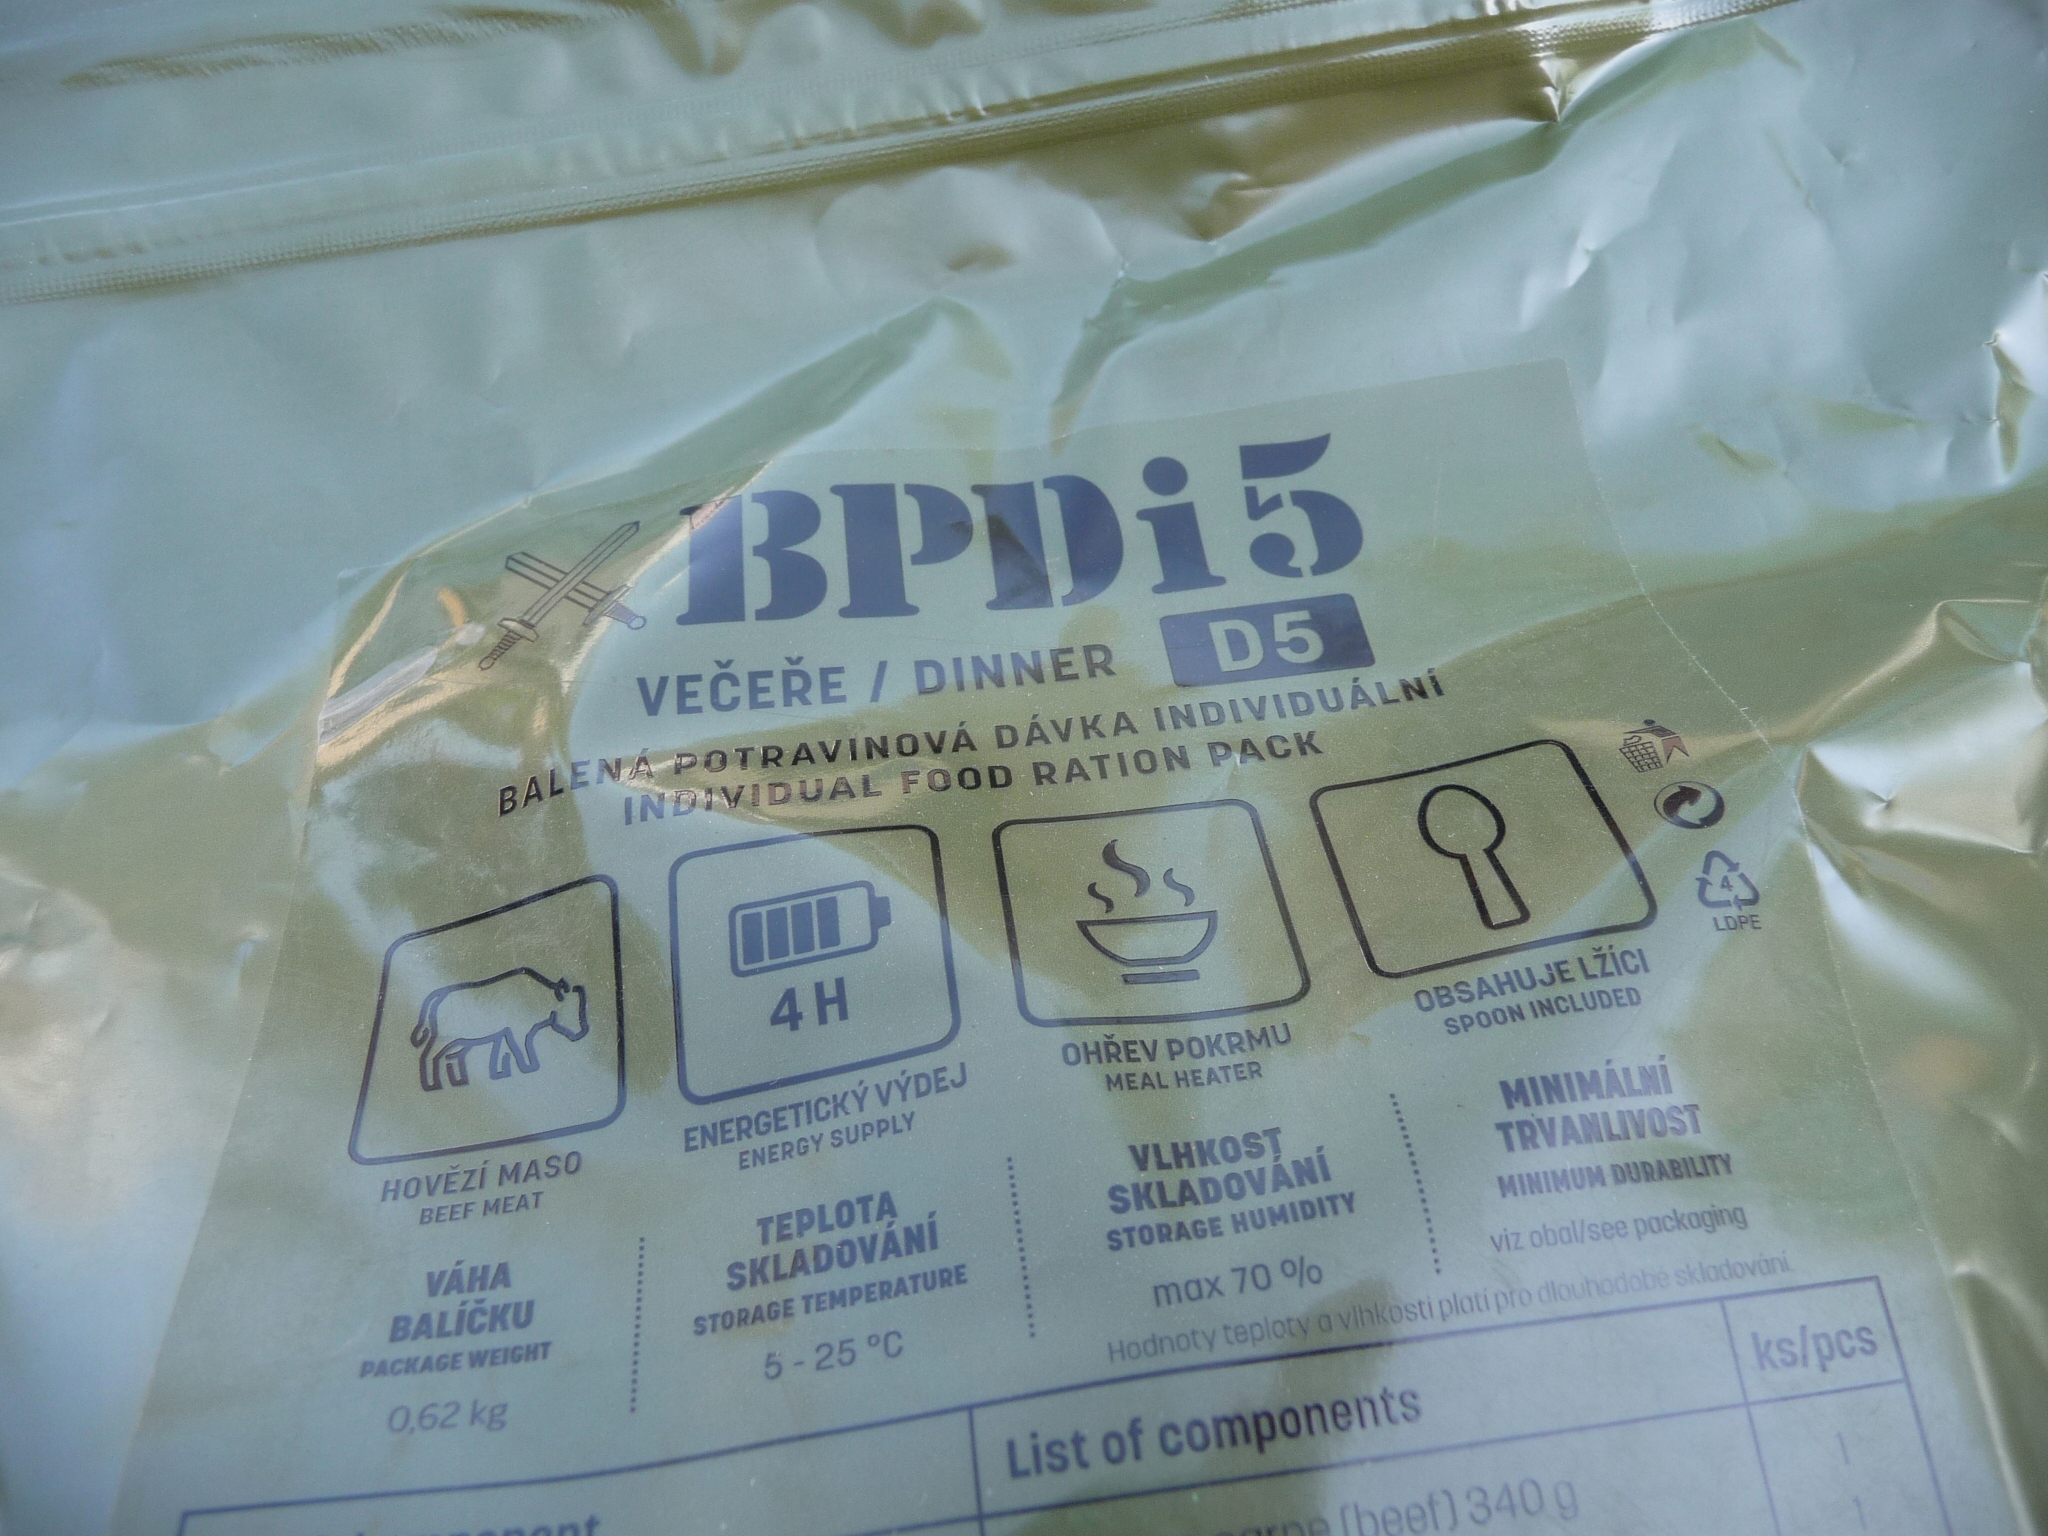 BPDi5
VEČEŘE / DINNER D5
BALENÁ POTRAVINOVÁ DÁVKA INDIVIDUÁLNÍ
INDIVIDUAL FOOD RATION PACK
HOVĚZÍ MASO
BEEF MEAT
4H
ENERGETICKÝ VÝDEJ
ENERGY SUPPLY
OHŘEV POKRMU
MEAL HEATER
OBSAHUJE LŽÍCI
SPOON INCLUDED
4
LDPE
VÁHA
BALÍČKU
PACKAGE WEIGHT
0,62 kg
TEPLOTA
SKLADOVÁNÍ
STORAGE TEMPERATURE
5 - 25 °C
VLHKOST
SKLADOVÁNÍ
STORAGE HUMIDITY
max 70 %
MINIMÁLNÍ
TRVANLIVOST
MINIMUM DURABILITY
viz obal/see packaging
Hodnoty teploty a vlhkosti platí pro dlouhodobé skladování.
List of components
ks/pcs
(beef) 340 g
1
1